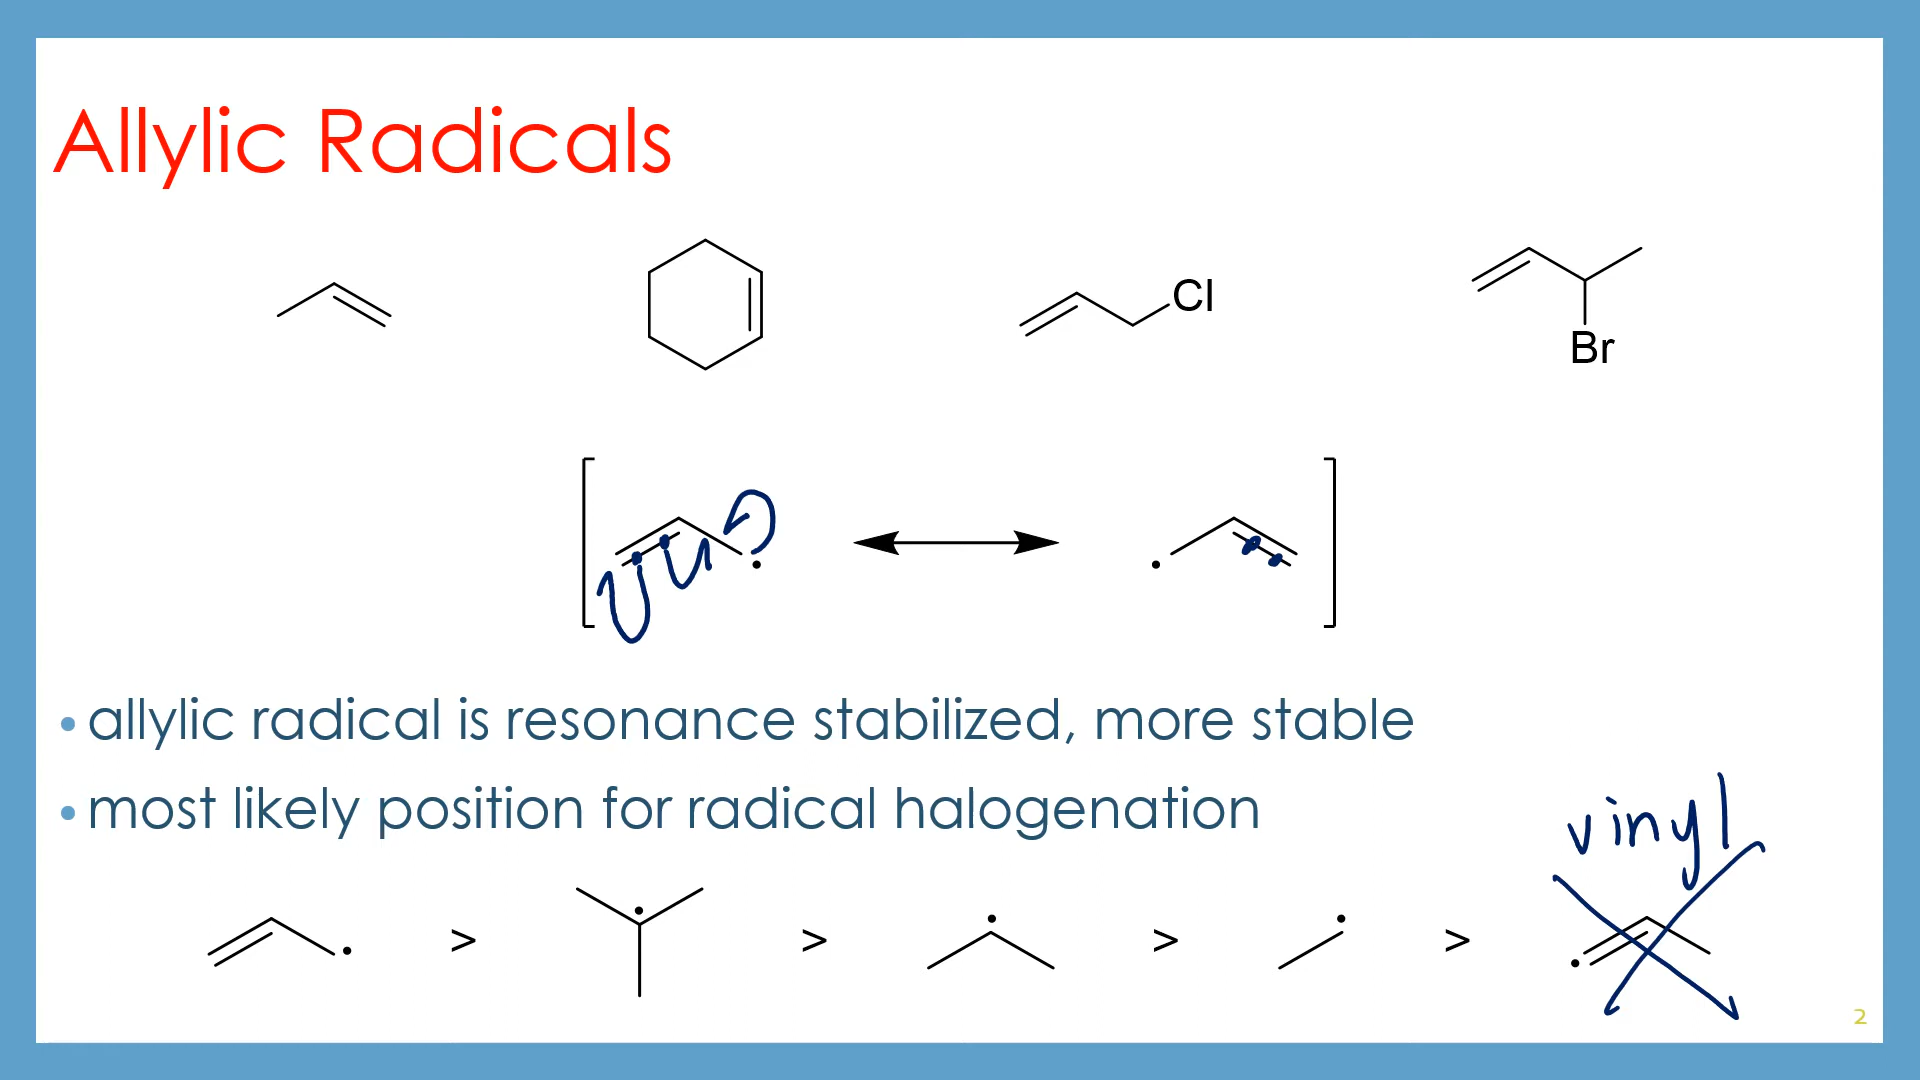 Allylic Radicals
Cl
Br
• allylic radical is resonance stabilized, more stable
• most likely position for radical halogenation
vinyl
> > > >
2